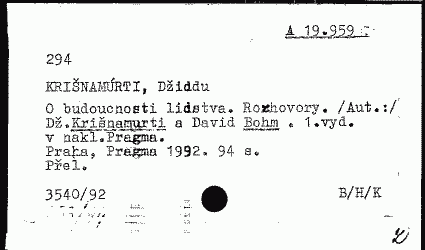 A 19.959
294
KRIŠNAMÚRTI, Džiddu
O budoucnosti lidstva. Rozhovory. /Aut.:/
Dž.Krišnamurti a David Bohm . 1.vyd.
v nakl.Pragma.
Praha, Pragma 1992. 94 s.
Přel.
3540/92
B/H/K